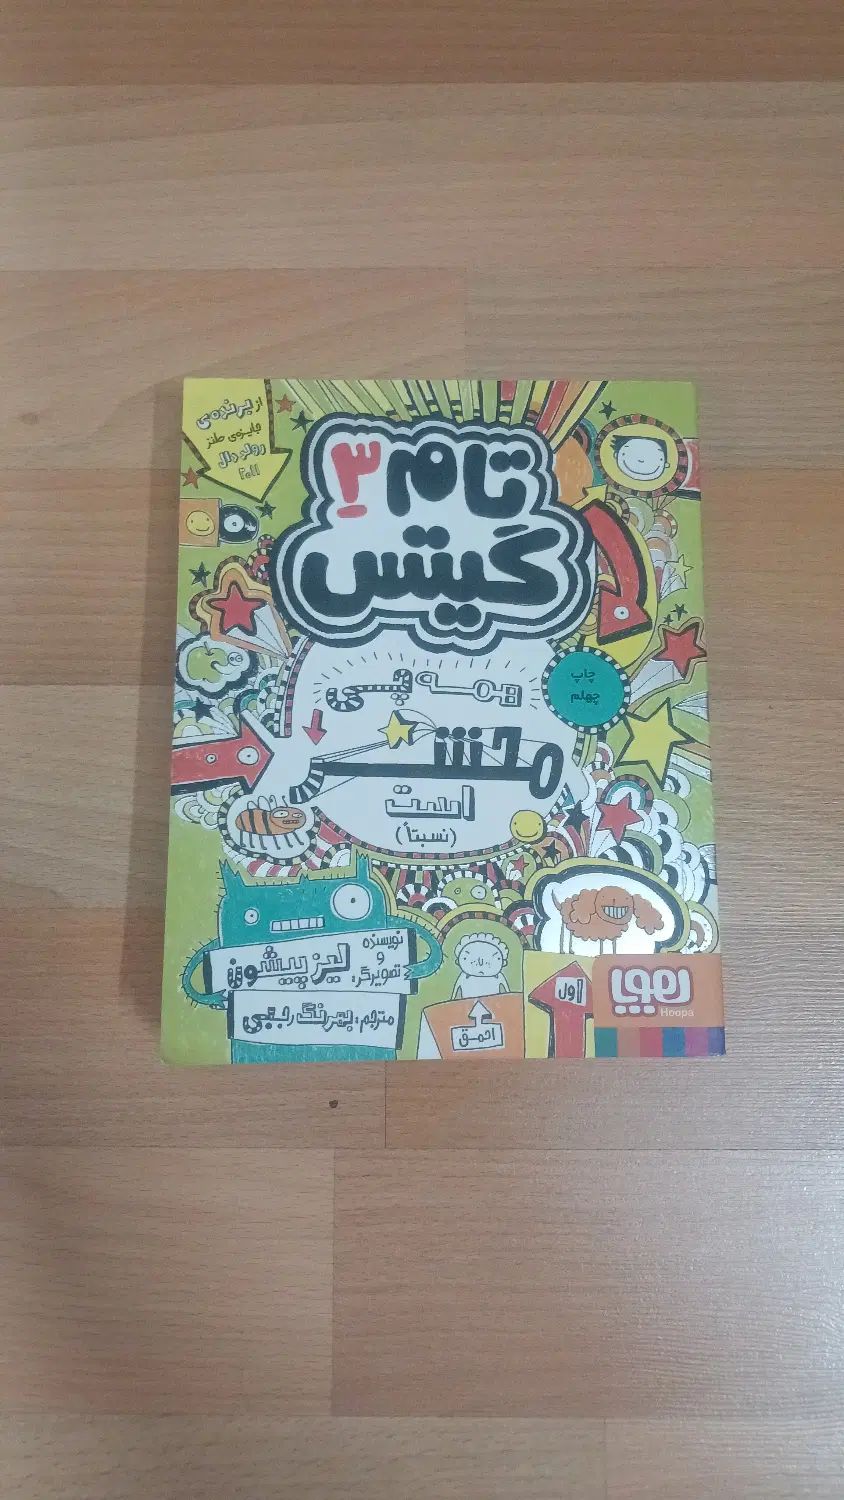 از برنده‌ی
جایزه‌ی طنز
رولد دال
۲۰۱۱
تام
گیتس ۳
همه چی
محشر
است
(نسبتاً)
چاپ
چهلم
نویسنده
و
تصویرگر: لیز پیشون
مترجم: بهرنگ رجبی
احمق
اول
هوپا
Hoopa